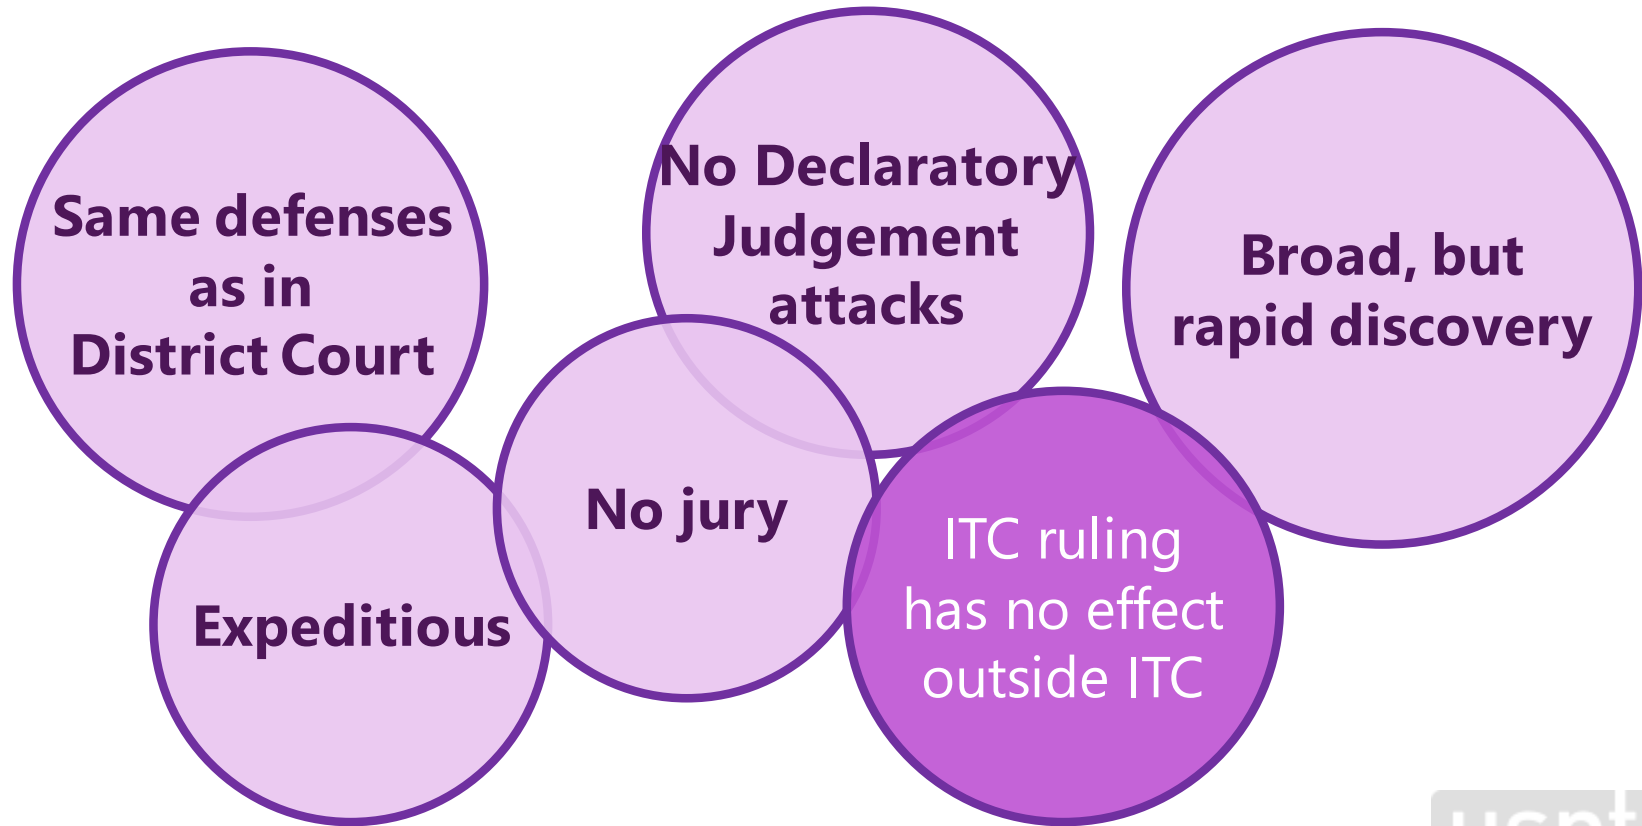 Same defenses
as in
District Court
No Declaratory
Judgement
attacks
Broad, but
rapid discovery
Expeditious
No jury
ITC ruling
has no effect
outside ITC